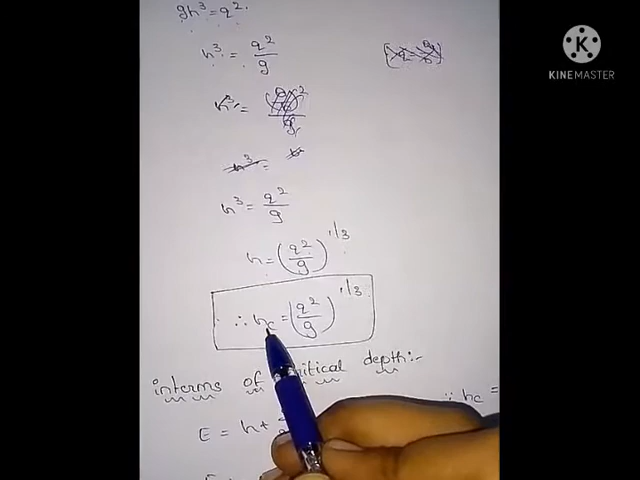 gh³ = q².
h³ = q²/g
K
KINEMASTER
h³ = q²/g
h = (q²/g)^1/3
∴ hc = (q²/g)^1/3
interms of critical depth:-
∵ hc =
E = h +